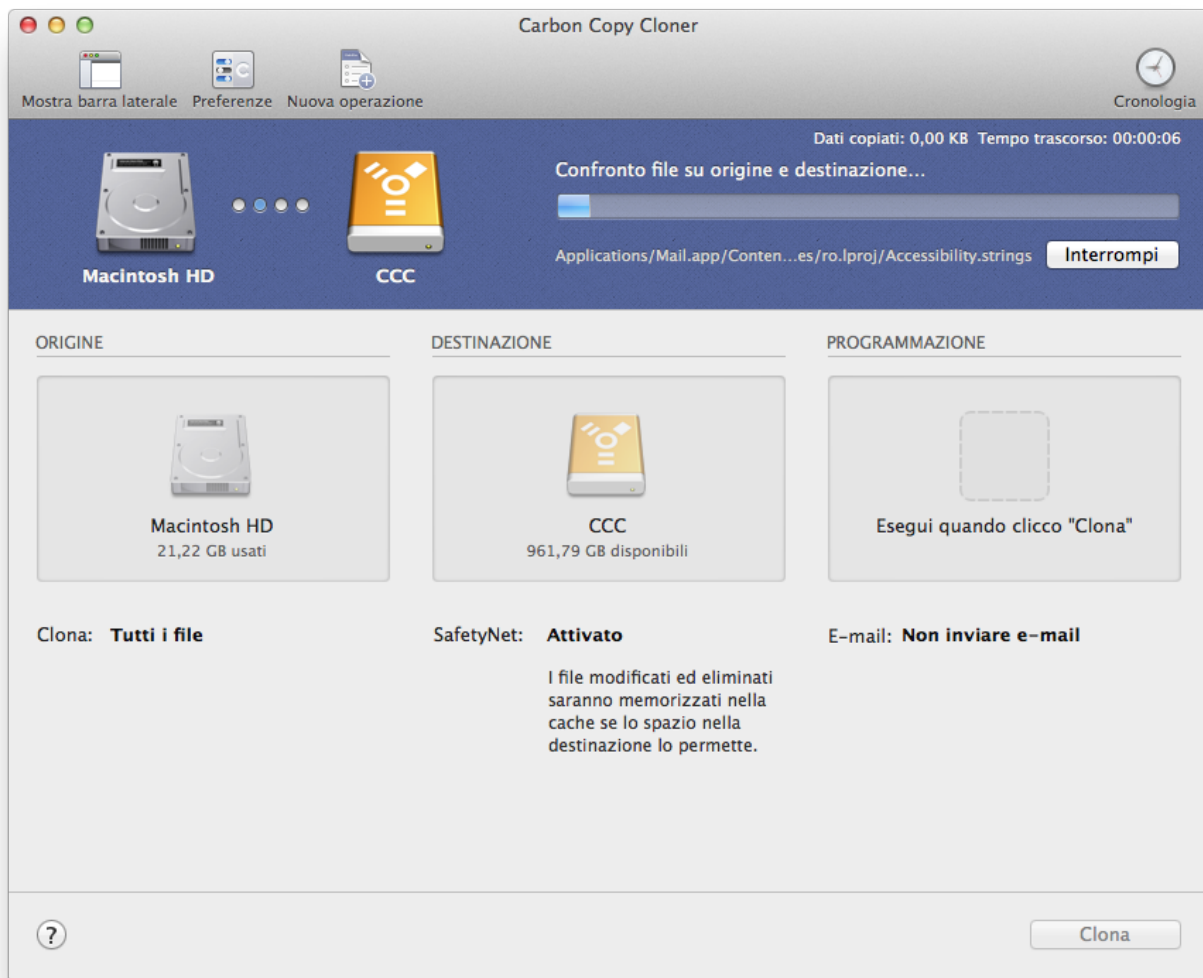 Carbon Copy Cloner
Mostra barra laterale Preferenze Nuova operazione Cronologia
Dati copiati: 0,00 KB Tempo trascorso: 00:00:06
Confronto file su origine e destinazione...
Applications/Mail.app/Conten...es/ro.lproj/Accessibility.strings Interrompi
Macintosh HD CCC
ORIGINE DESTINAZIONE PROGRAMMAZIONE
Macintosh HD CCC Esegui quando clicco "Clona"
21,22 GB usati 961,79 GB disponibili
Clona: Tutti i file SafetyNet: Attivato E-mail: Non inviare e-mail
I file modificati ed eliminati
saranno memorizzati nella
cache se lo spazio nella
destinazione lo permette.
? Clona